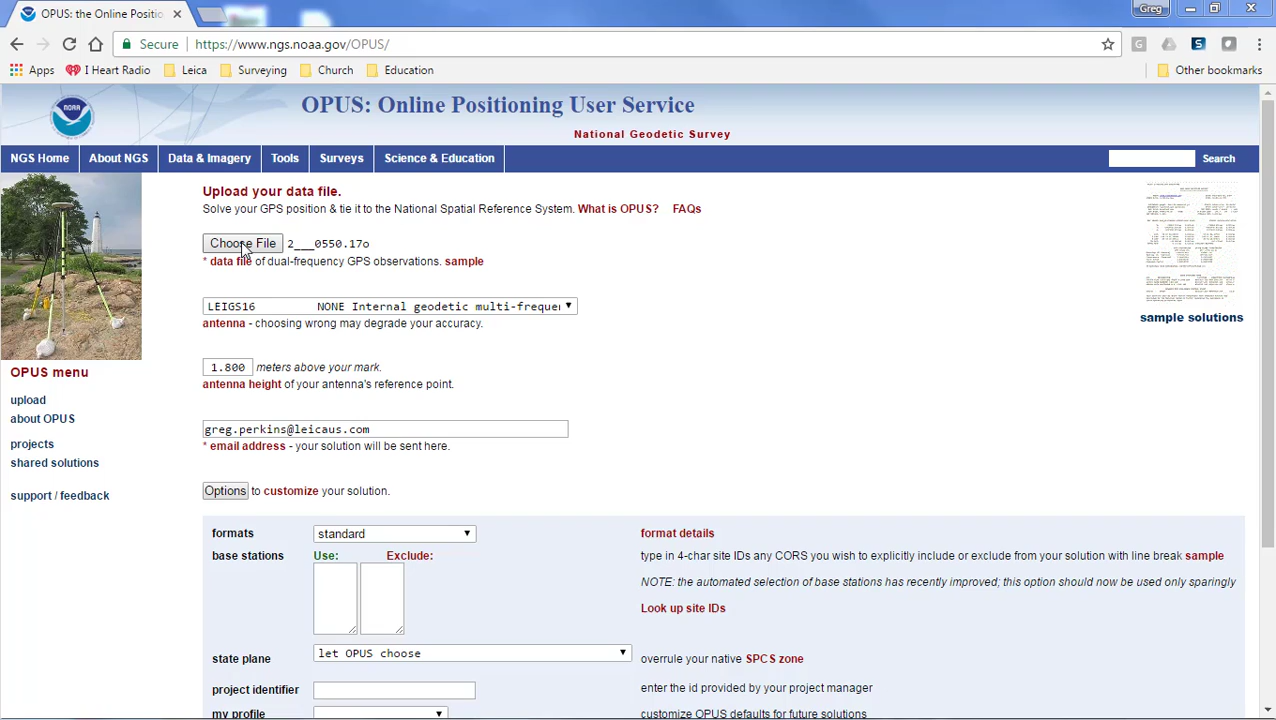 OPUS: the Online Positio
Greg
Secure
https://www.ngs.noaa.gov/OPUS/
Apps
I Heart Radio
Leica
Surveying
Church
Education
Other bookmarks
NOAA
OPUS: Online Positioning User Service
National Geodetic Survey
NGS Home
About NGS
Data & Imagery
Tools
Surveys
Science & Education
Search
Upload your data file.
Solve your GPS position & tie it to the National Spatial Reference System. What is OPUS? FAQs
Choose File 2___0550.17o
* data file of dual-frequency GPS observations. sample
LEIGS16 NONE Internal geodetic multi-freque
antenna - choosing wrong may degrade your accuracy.
sample solutions
1.800 meters above your mark.
antenna height of your antenna's reference point.
OPUS menu
upload
about OPUS
projects
shared solutions
support / feedback
greg.perkins@leicaus.com
* email address - your solution will be sent here.
Options to customize your solution.
formats
standard
format details
base stations
Use:
Exclude:
type in 4-char site IDs any CORS you wish to explicitly include or exclude from your solution with line break sample
NOTE: the automated selection of base stations has recently improved; this option should now be used only sparingly
Look up site IDs
state plane
let OPUS choose
overrule your native SPCS zone
project identifier
enter the id provided by your project manager
my profile
customize OPUS defaults for future solutions